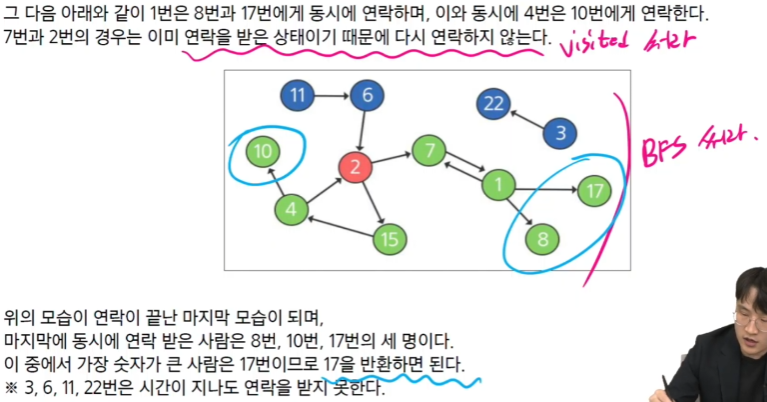 그 다음 아래와 같이 1번은 8번과 17번에게 동시에 연락하며, 이와 동시에 4번은 10번에게 연락한다.
7번과 2번의 경우는 이미 연락을 받은 상태이기 때문에 다시 연락하지 않는다.
visited 쓰라
11
6
22
3
10
2
7
1
17
4
15
8
BFS 쓰라.
위의 모습이 연락이 끝난 마지막 모습이 되며,
마지막에 동시에 연락 받은 사람은 8번, 10번, 17번의 세 명이다.
이 중에서 가장 숫자가 큰 사람은 17번이므로 17을 반환하면 된다.
※ 3, 6, 11, 22번은 시간이 지나도 연락을 받지 못한다.